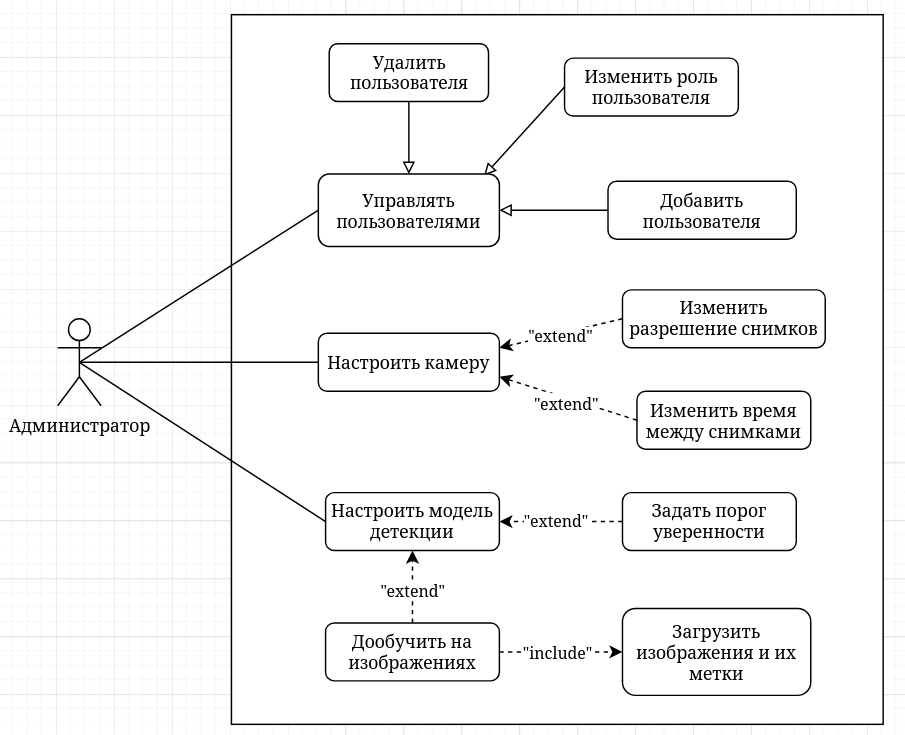 Удалить
пользователя
Изменить роль
пользователя
Управлять
пользователями
Добавить
пользователя
Изменить
разрешение снимков
"extend"
Настроить камеру
"extend"
Изменить время
между снимками
Администратор
Настроить модель
детекции
"extend"
Задать порог
уверенности
"extend"
Дообучить на
изображениях
"include"
Загрузить
изображения и их
метки